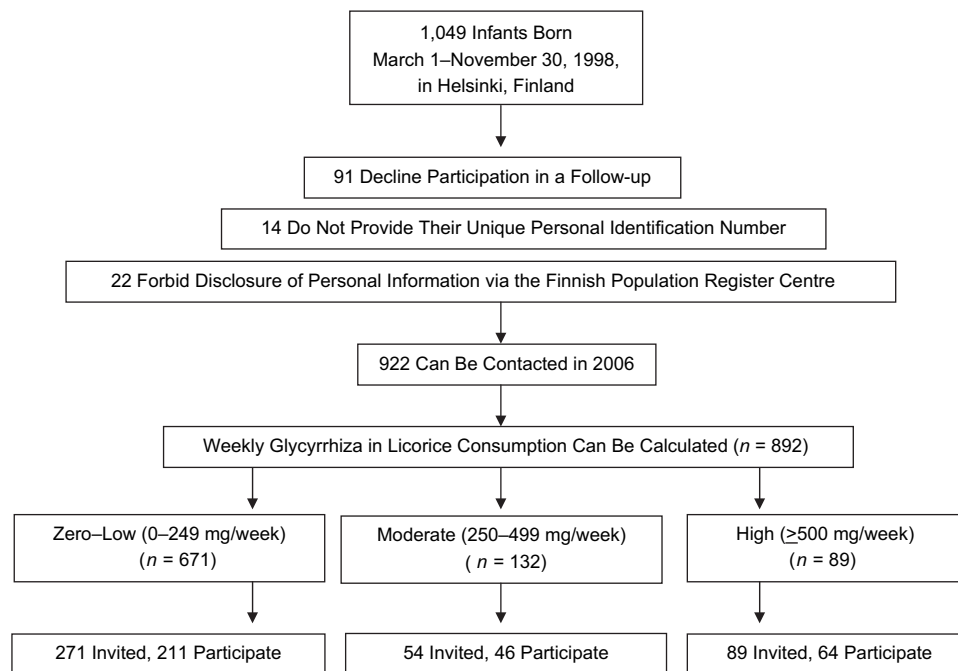 1,049 Infants Born
March 1–November 30, 1998,
in Helsinki, Finland
91 Decline Participation in a Follow-up
14 Do Not Provide Their Unique Personal Identification Number
22 Forbid Disclosure of Personal Information via the Finnish Population Register Centre
922 Can Be Contacted in 2006
Weekly Glycyrrhiza in Licorice Consumption Can Be Calculated (n = 892)
Zero–Low (0–249 mg/week)
(n = 671)
Moderate (250–499 mg/week)
( n = 132)
High (≥500 mg/week)
(n = 89)
271 Invited, 211 Participate
54 Invited, 46 Participate
89 Invited, 64 Participate